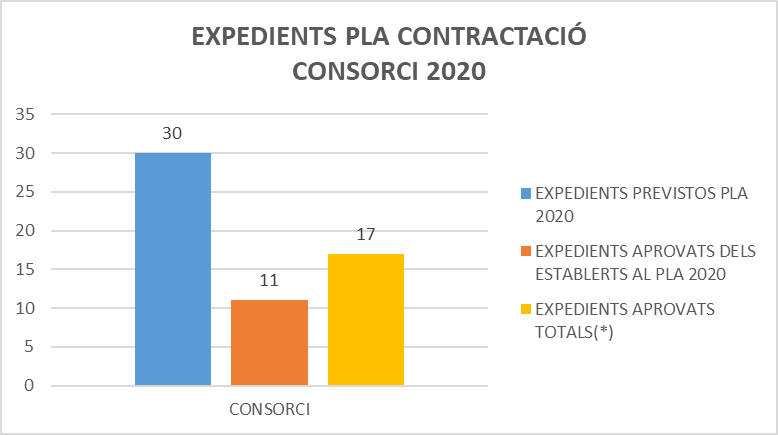 EXPEDIENTS PLA CONTRACTACIÓ
CONSORCI 2020
35
30
25
20
15
10
5
0
30
11
17
CONSORCI
EXPEDIENTS PREVISTOS PLA
2020
EXPEDIENTS APROVATS DELS
ESTABLERTS AL PLA 2020
EXPEDIENTS APROVATS
TOTALS(*)